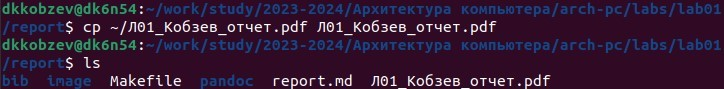 dkkobzev@dk6n54:~/work/study/2023-2024/Архитектура компьютера/arch-pc/labs/lab01
/report$ cp ~/Л01_Кобзев_отчет.pdf Л01_Кобзев_отчет.pdf
dkkobzev@dk6n54:~/work/study/2023-2024/Архитектура компьютера/arch-pc/labs/lab01
/report$ ls
bib image Makefile pandoc report.md Л01_Кобзев_отчет.pdf